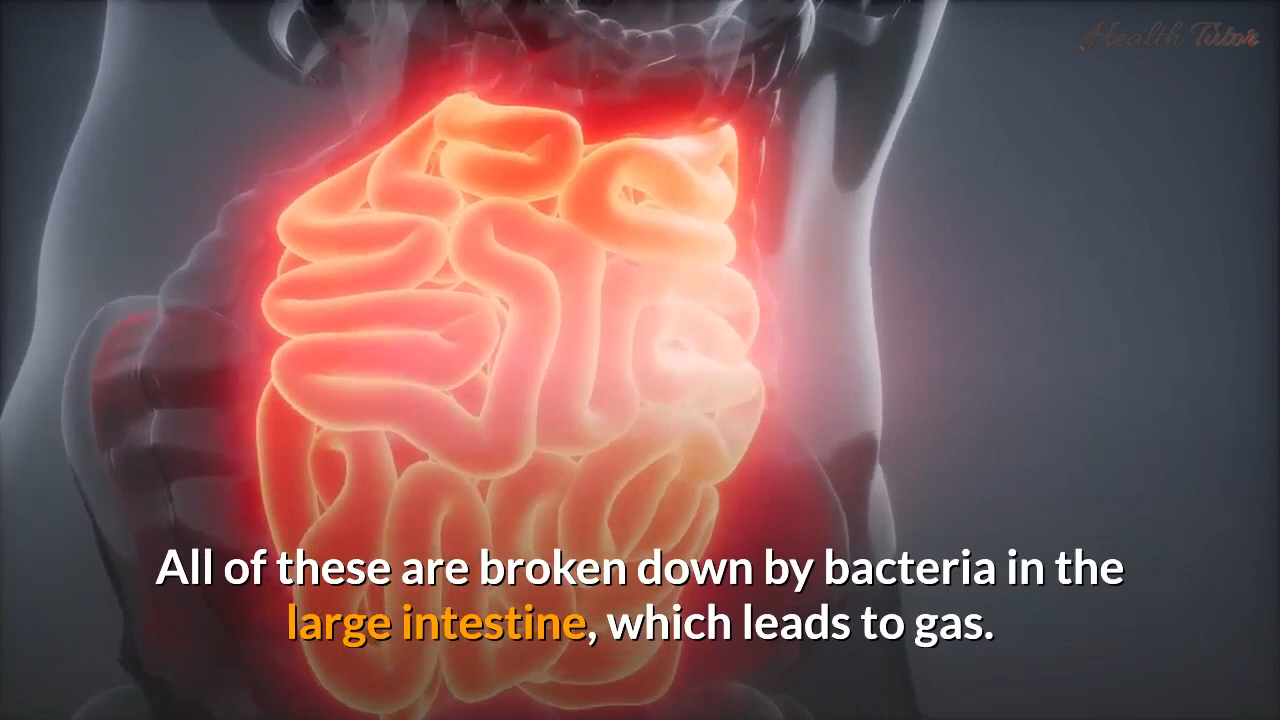 Health Tutor
All of these are broken down by bacteria in the
large intestine, which leads to gas.